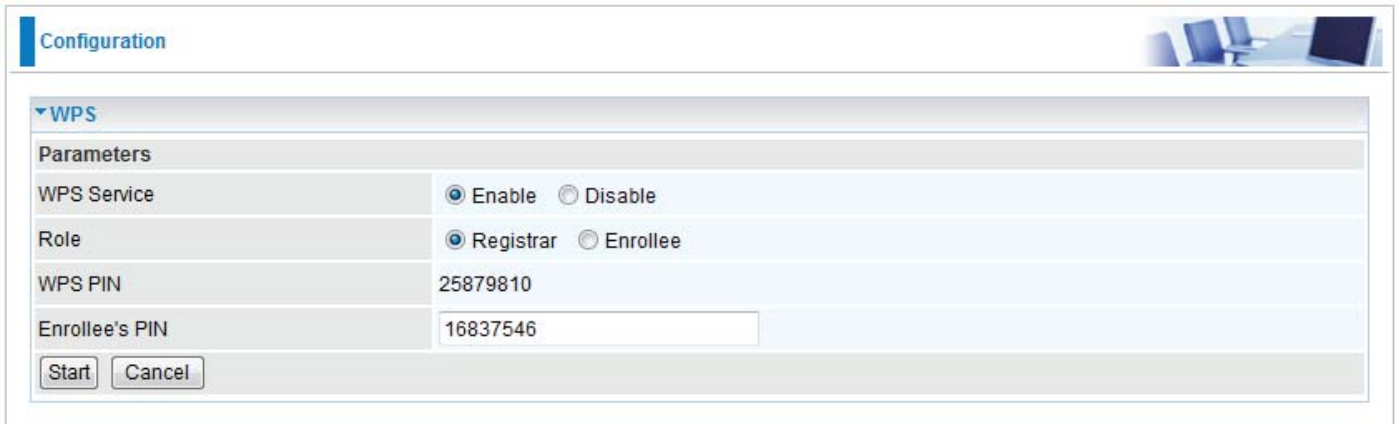 Configuration
WPS
Parameters
WPS Service Enable Disable
Role Registrar Enrollee
WPS PIN 25879810
Enrollee's PIN 16837546
Start Cancel